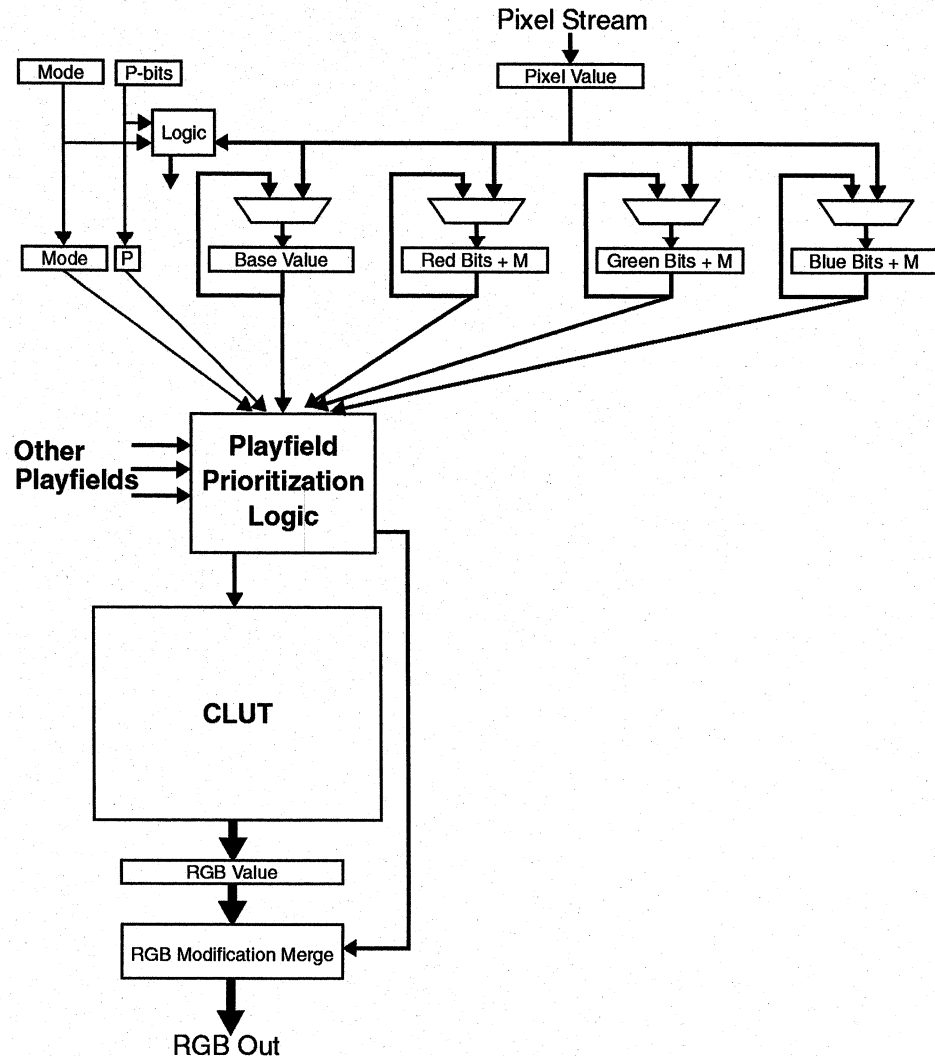 Pixel Stream
Mode
P-bits
Pixel Value
Logic
Mode
P
Base Value
Red Bits + M
Green Bits + M
Blue Bits + M
Other
Playfields
Playfield
Prioritization
Logic
CLUT
RGB Value
RGB Modification Merge
RGB Out